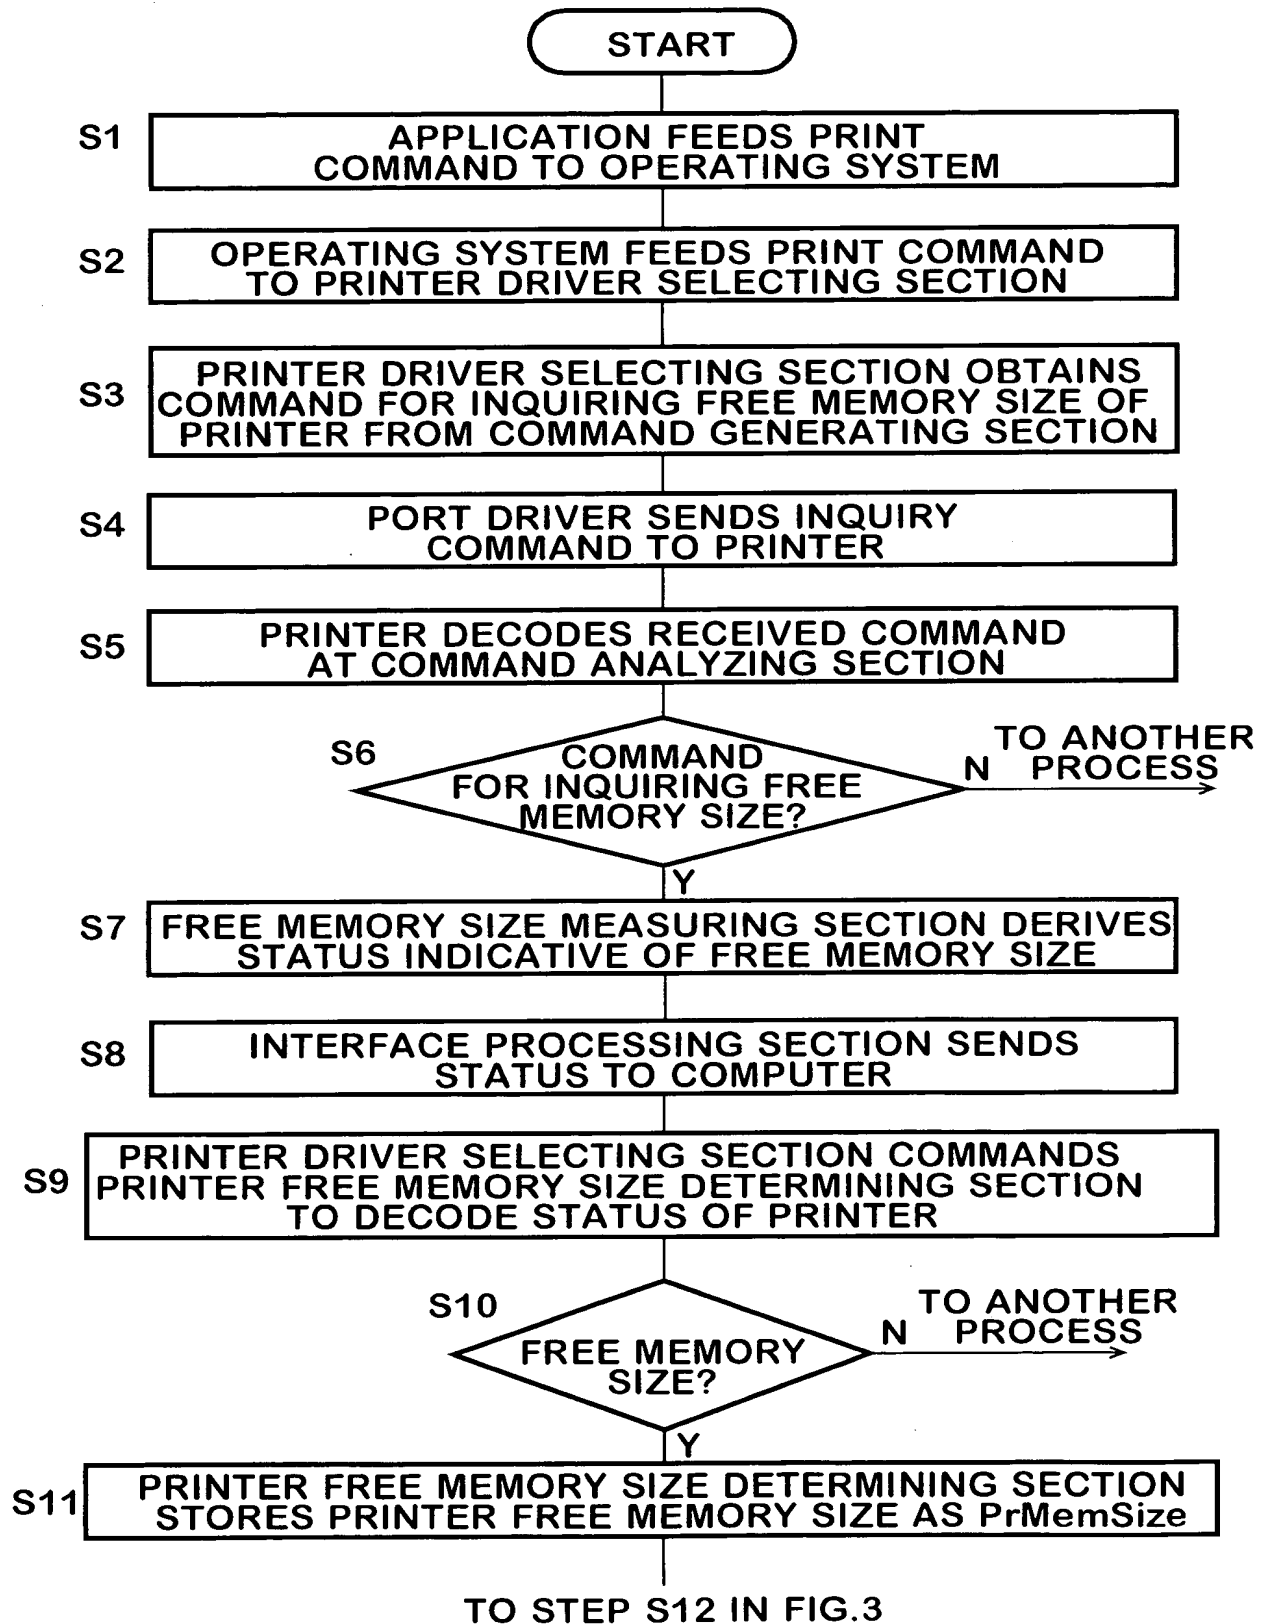 START
S1
APPLICATION FEEDS PRINT
COMMAND TO OPERATING SYSTEM
S2
OPERATING SYSTEM FEEDS PRINT COMMAND
TO PRINTER DRIVER SELECTING SECTION
S3
PRINTER DRIVER SELECTING SECTION OBTAINS
COMMAND FOR INQUIRING FREE MEMORY SIZE OF
PRINTER FROM COMMAND GENERATING SECTION
S4
PORT DRIVER SENDS INQUIRY
COMMAND TO PRINTER
S5
PRINTER DECODES RECEIVED COMMAND
AT COMMAND ANALYZING SECTION
S6
COMMAND
FOR INQUIRING FREE
MEMORY SIZE?
TO ANOTHER
N PROCESS
Y
S7
FREE MEMORY SIZE MEASURING SECTION DERIVES
STATUS INDICATIVE OF FREE MEMORY SIZE
S8
INTERFACE PROCESSING SECTION SENDS
STATUS TO COMPUTER
S9
PRINTER DRIVER SELECTING SECTION COMMANDS
PRINTER FREE MEMORY SIZE DETERMINING SECTION
TO DECODE STATUS OF PRINTER
S10
FREE MEMORY
SIZE?
TO ANOTHER
N PROCESS
Y
S11
PRINTER FREE MEMORY SIZE DETERMINING SECTION
STORES PRINTER FREE MEMORY SIZE AS PrMemSize
TO STEP S12 IN FIG.3